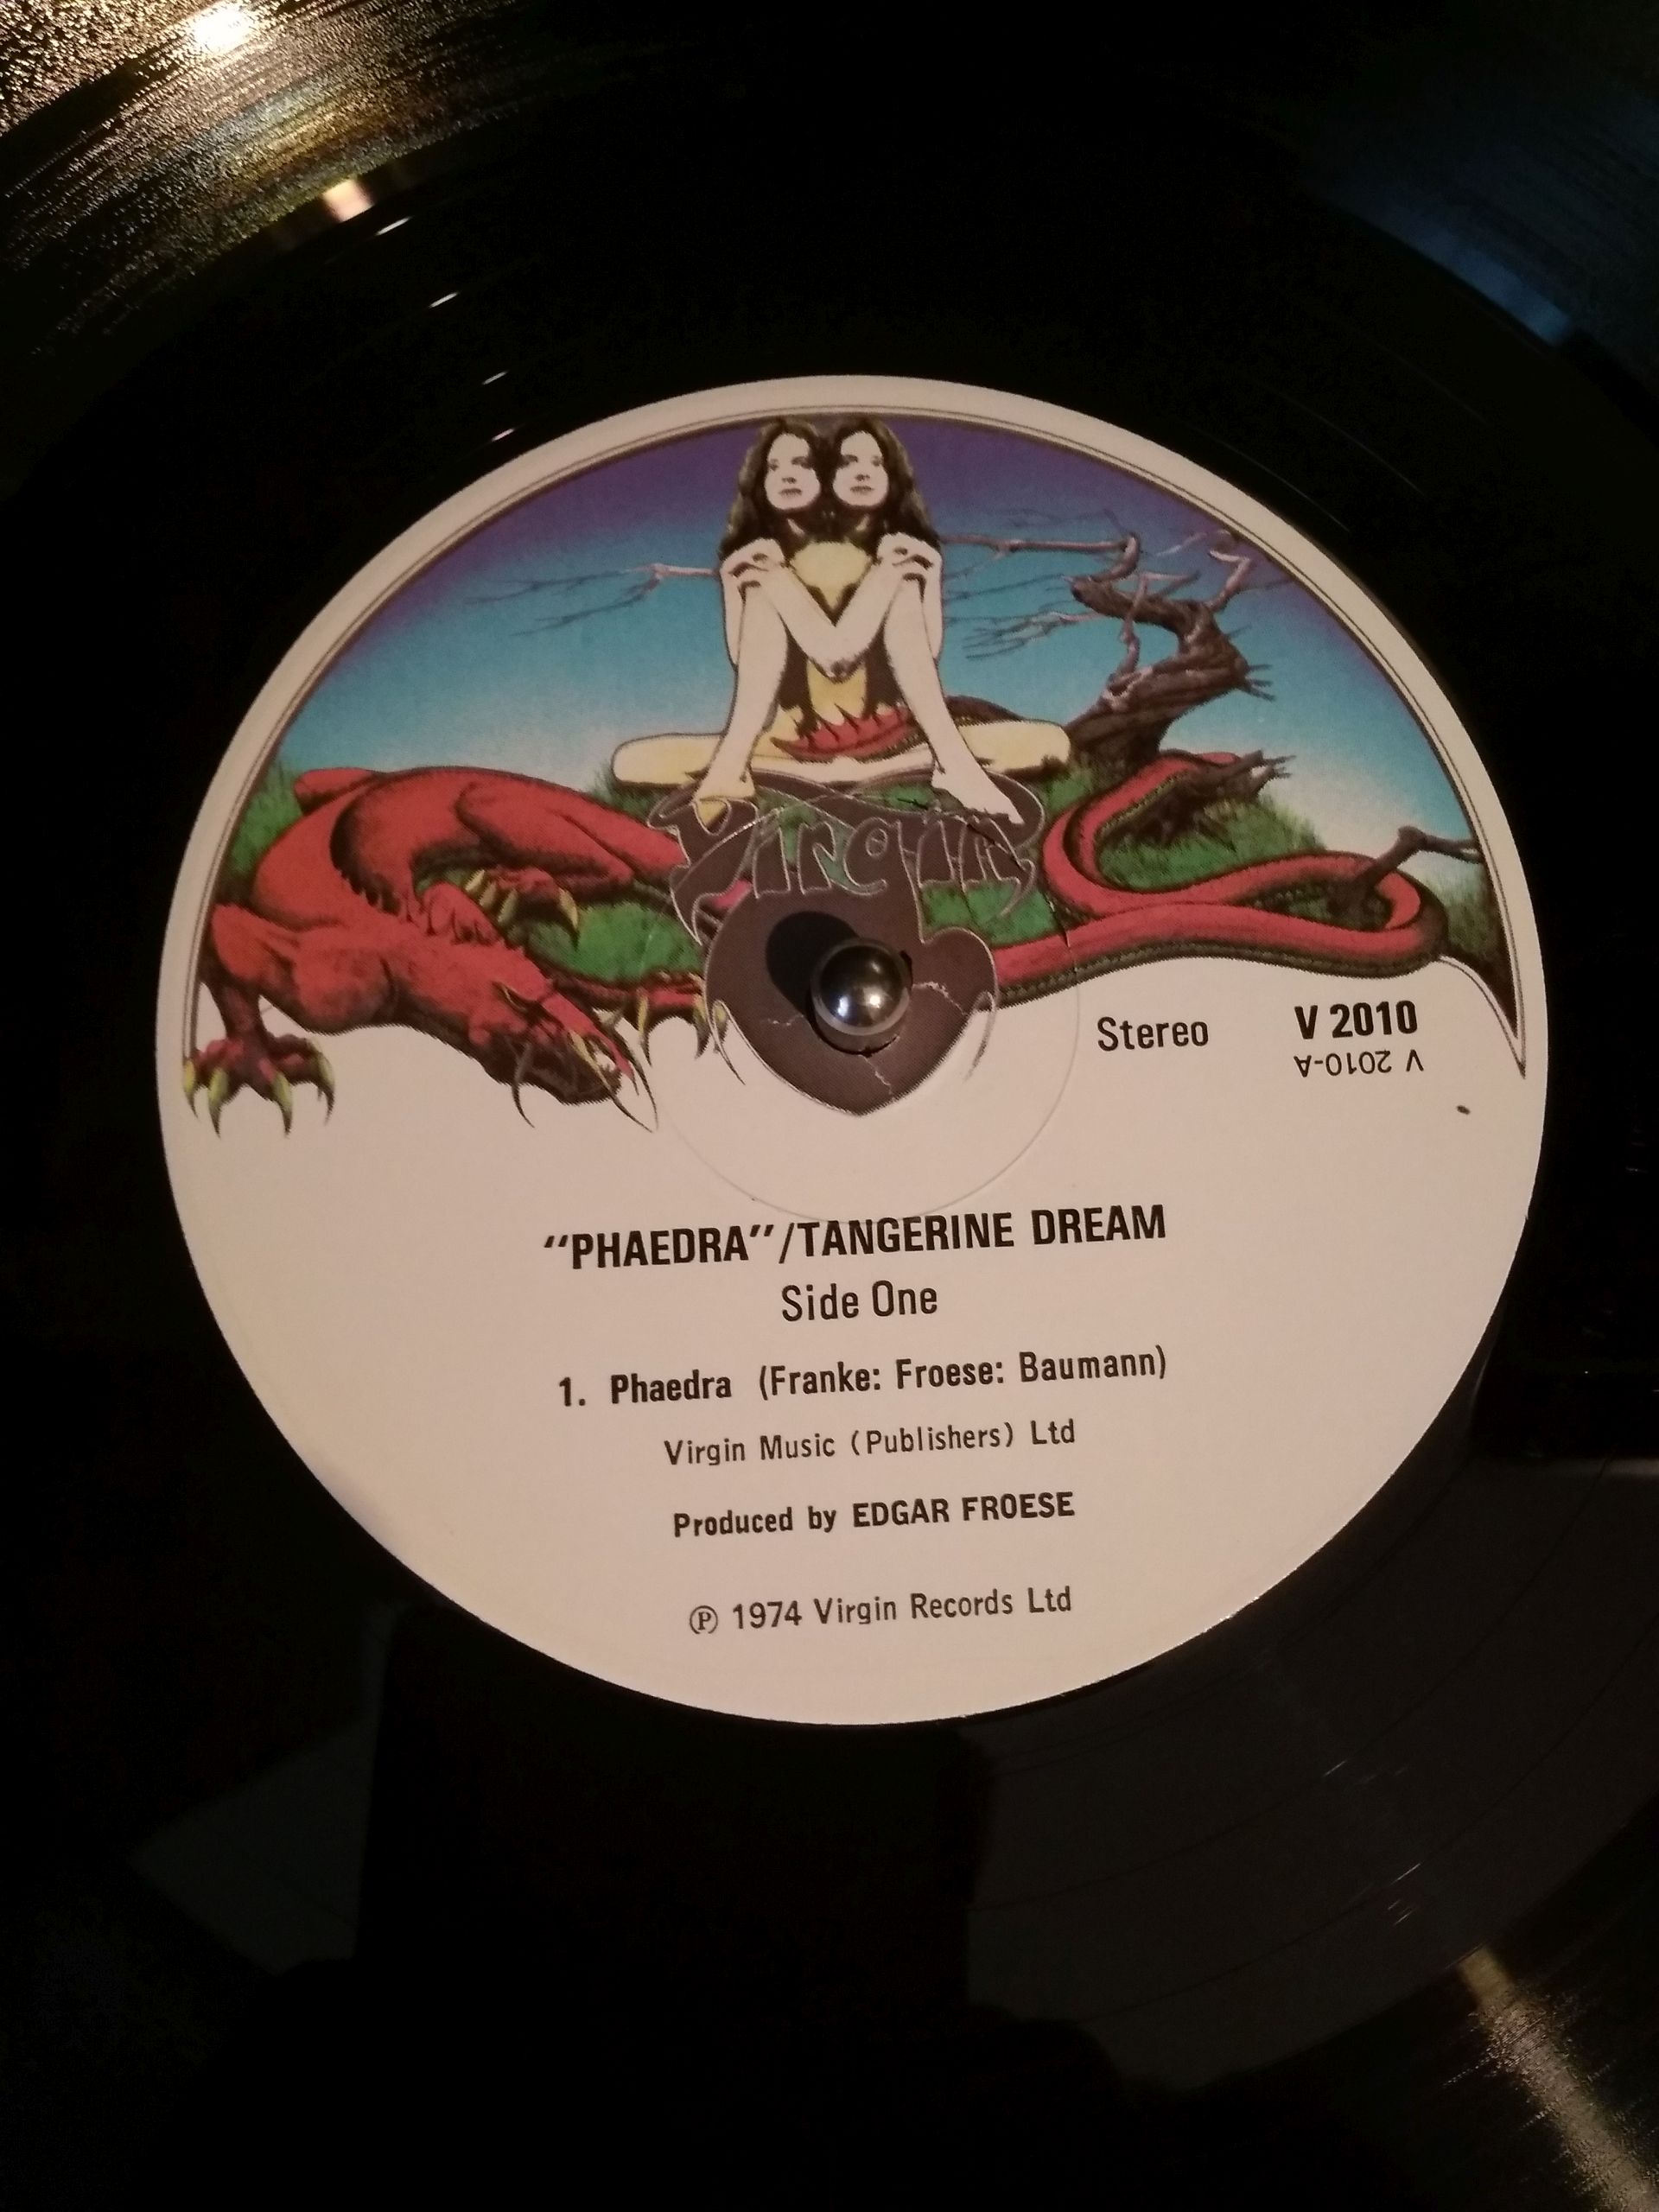 Virgin
Stereo V 2010
V 2010-A
“PHAEDRA”/TANGERINE DREAM
Side One
1. Phaedra (Franke: Froese: Baumann)
Virgin Music (Publishers) Ltd
Produced by EDGAR FROESE
℗ 1974 Virgin Records Ltd